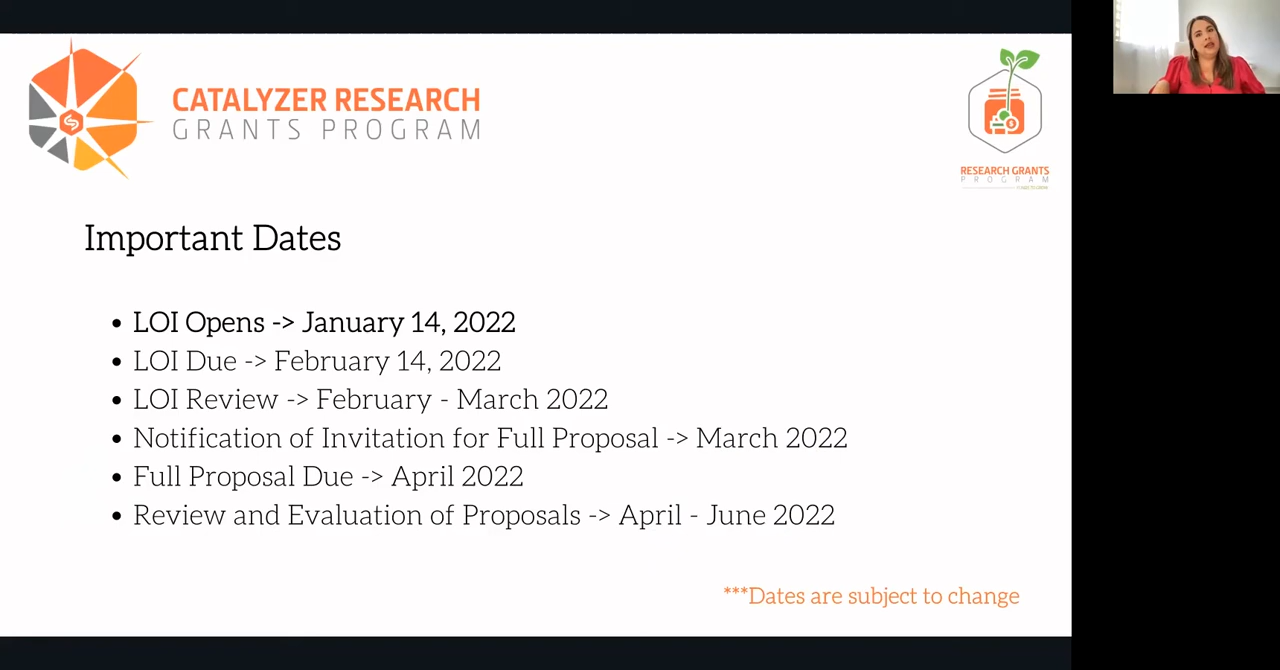 CATALYZER RESEARCH
GRANTS PROGRAM
RESEARCH GRANTS
PROGRAM
Important Dates
LOI Opens -> January 14, 2022
LOI Due -> February 14, 2022
LOI Review -> February - March 2022
Notification of Invitation for Full Proposal -> March 2022
Full Proposal Due -> April 2022
Review and Evaluation of Proposals -> April - June 2022
***Dates are subject to change